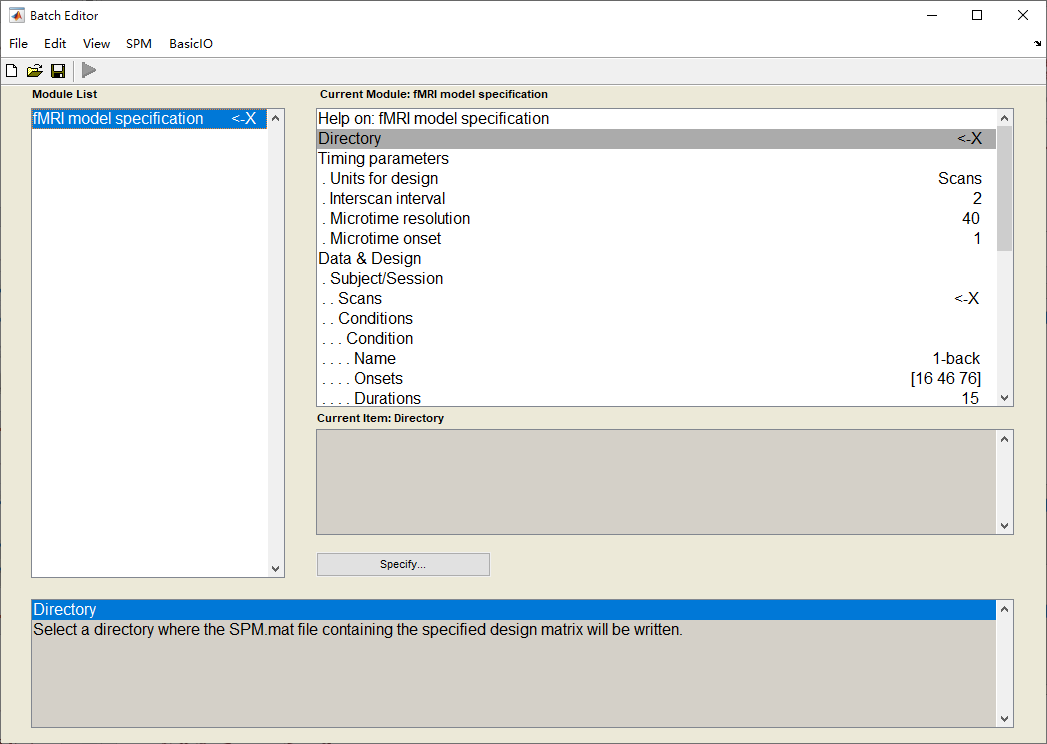 Batch Editor
File Edit View SPM BasicIO
Module List
fMRI model specification <-X
Current Module: fMRI model specification
Help on: fMRI model specification
Directory <-X
Timing parameters
. Units for design Scans
. Interscan interval 2
. Microtime resolution 40
. Microtime onset 1
Data & Design
. Subject/Session
. . Scans <-X
. . Conditions
. . . Condition
. . . . Name 1-back
. . . . Onsets [16 46 76]
. . . . Durations 15
Current Item: Directory
Specify...
Directory
Select a directory where the SPM.mat file containing the specified design matrix will be written.